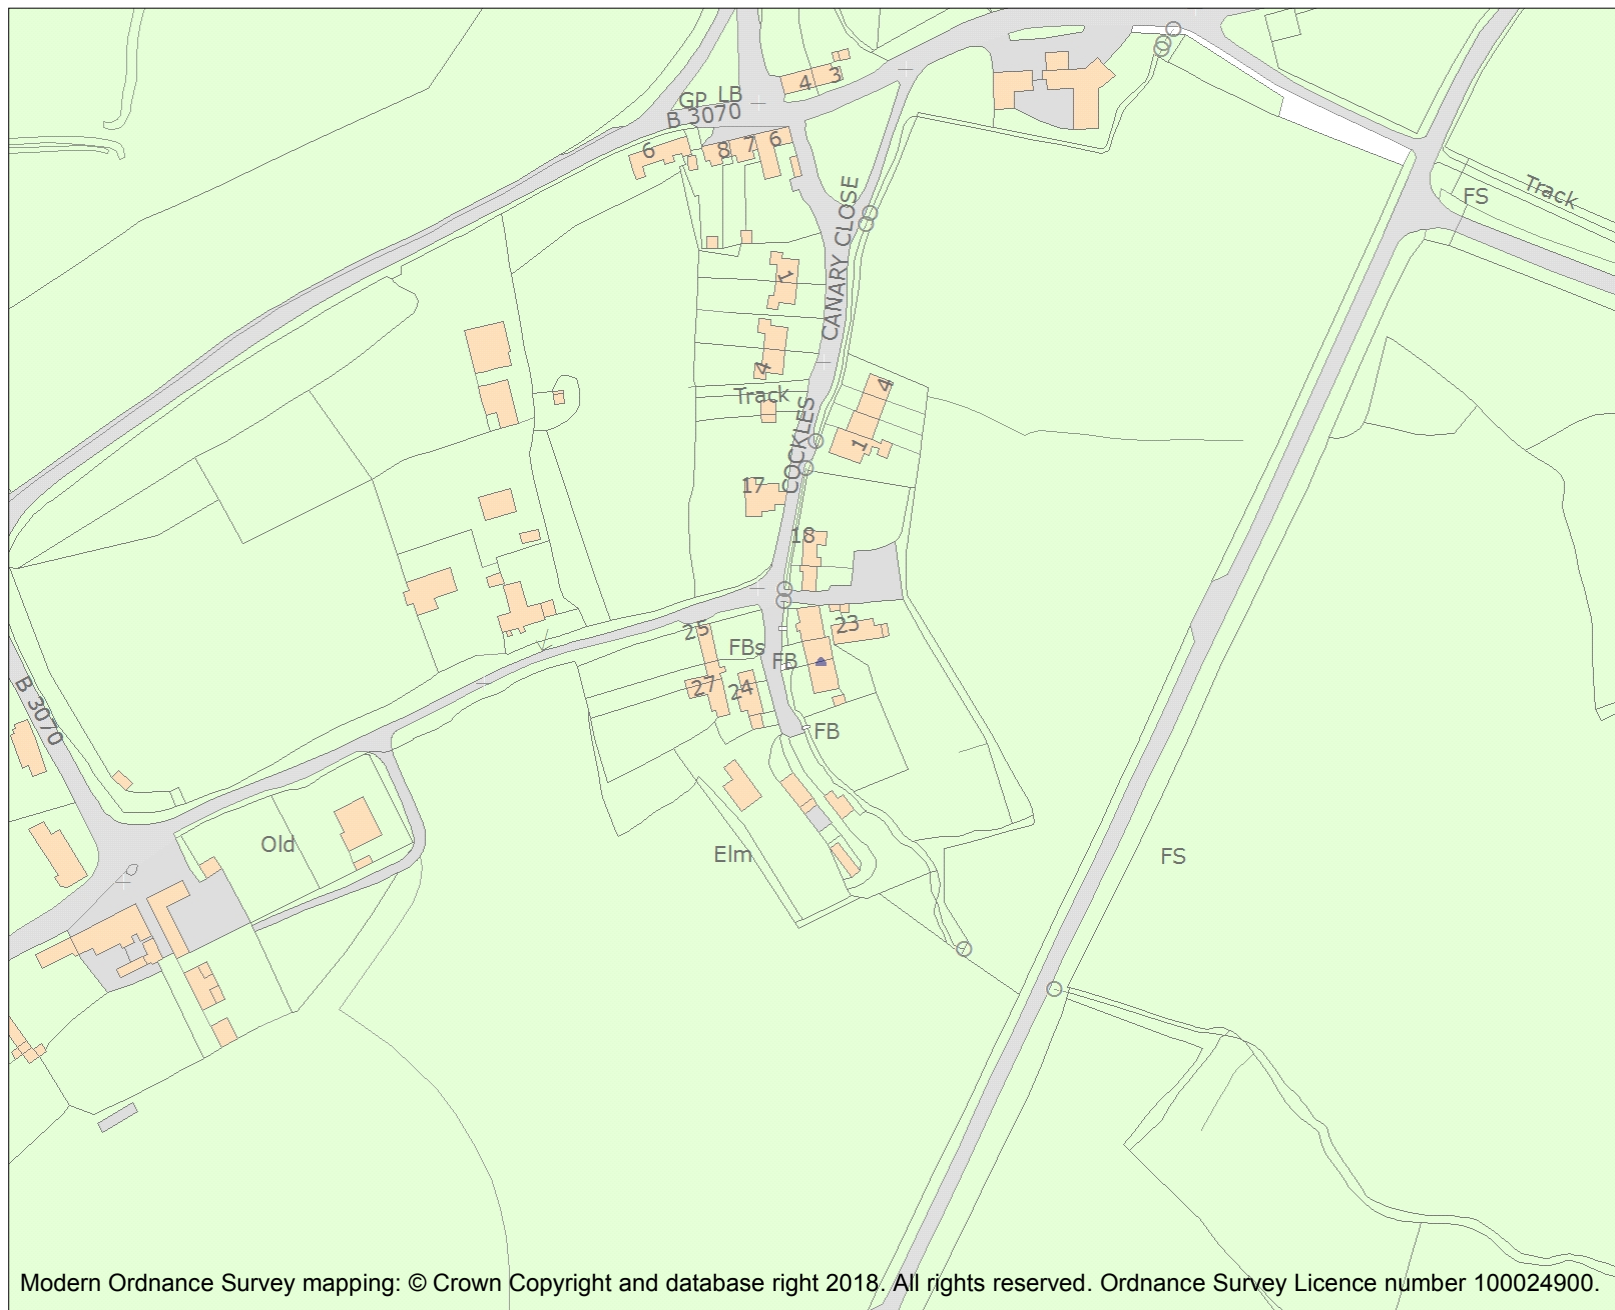 4
3
GP
LB
B 3070
6
8
7
6
CANARY CLOSE
FS
Track
1
4
Track
4
1
COCKLES
17
18
23
25
FBs
FB
27
24
FB
B 3070
Old
Elm
FS
Modern Ordnance Survey mapping: © Crown Copyright and database right 2018. All rights reserved. Ordnance Survey Licence number 100024900.